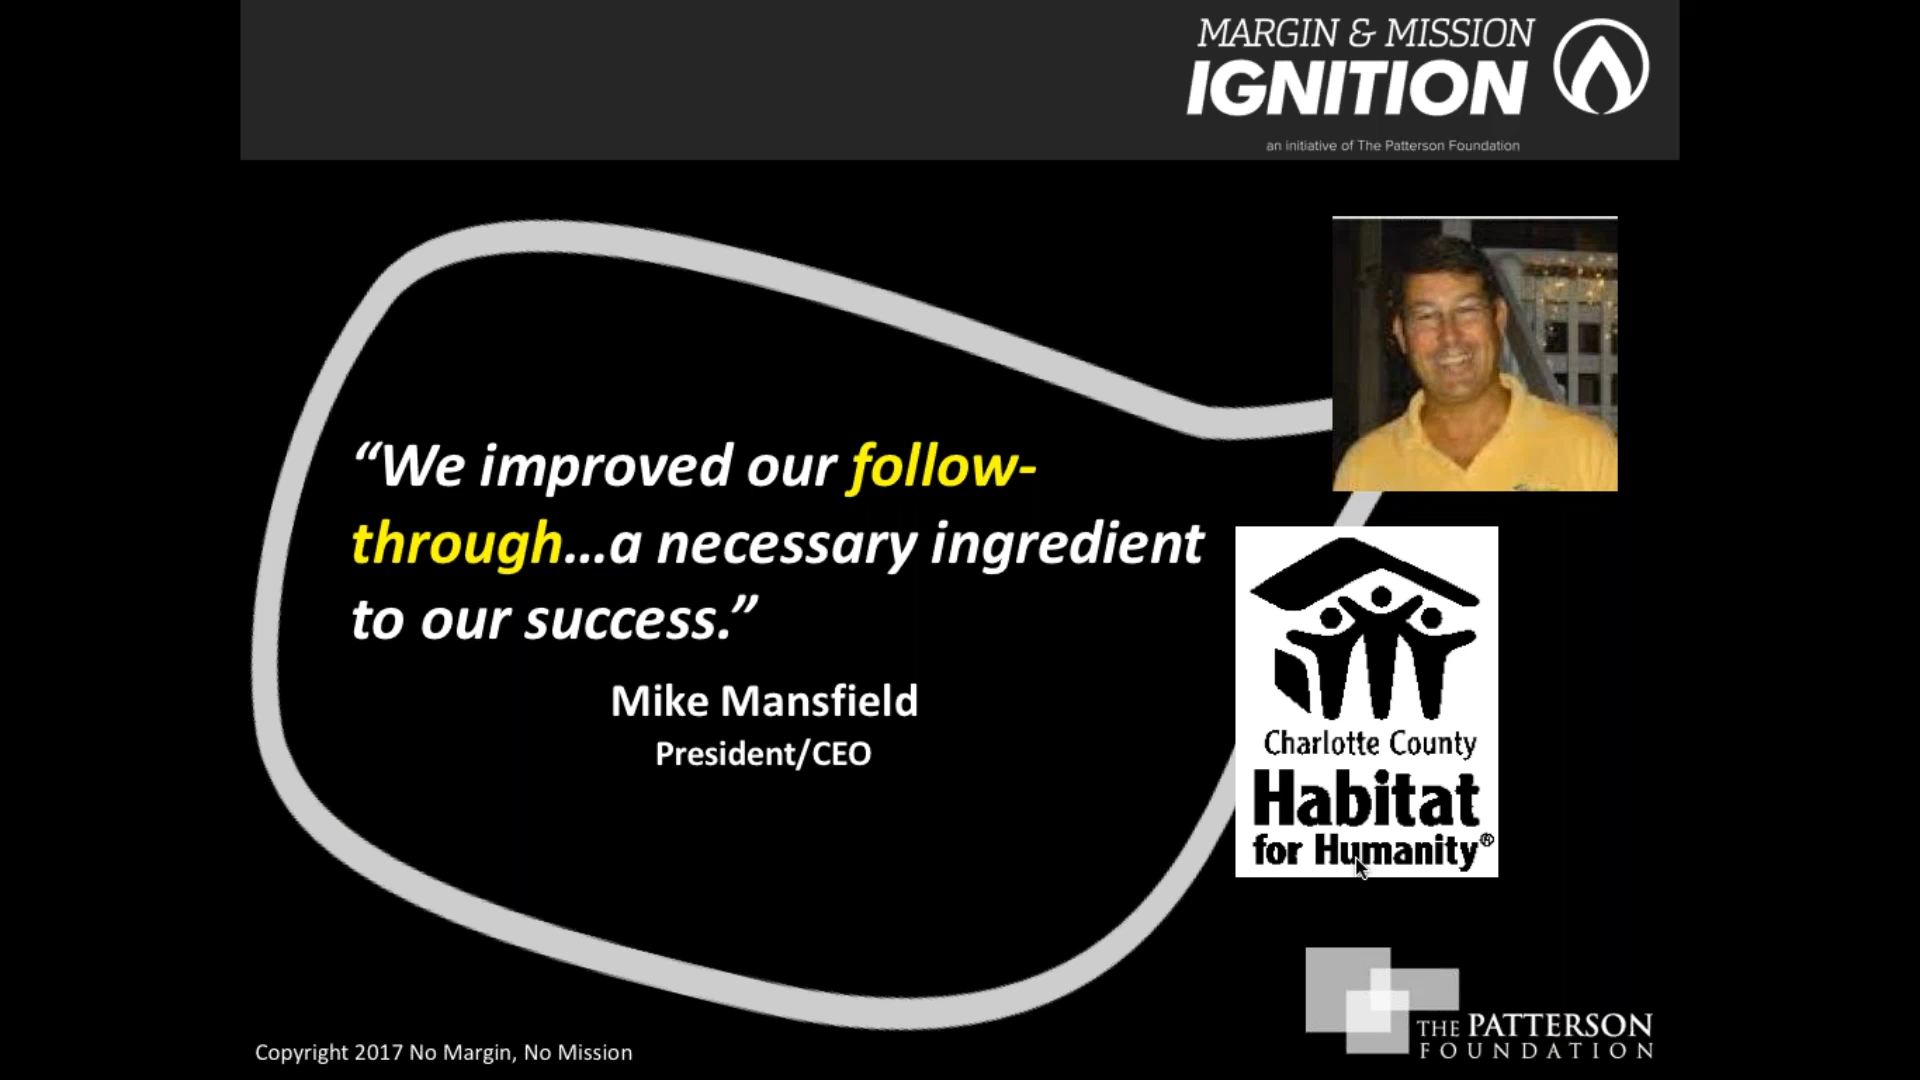 MARGIN & MISSION
IGNITION
an initiative of The Patterson Foundation
“We improved our follow-
through...a necessary ingredient
to our success.”
Mike Mansfield
President/CEO
Charlotte County
Habitat
for Humanity®
THE PATTERSON
FOUNDATION
Copyright 2017 No Margin, No Mission